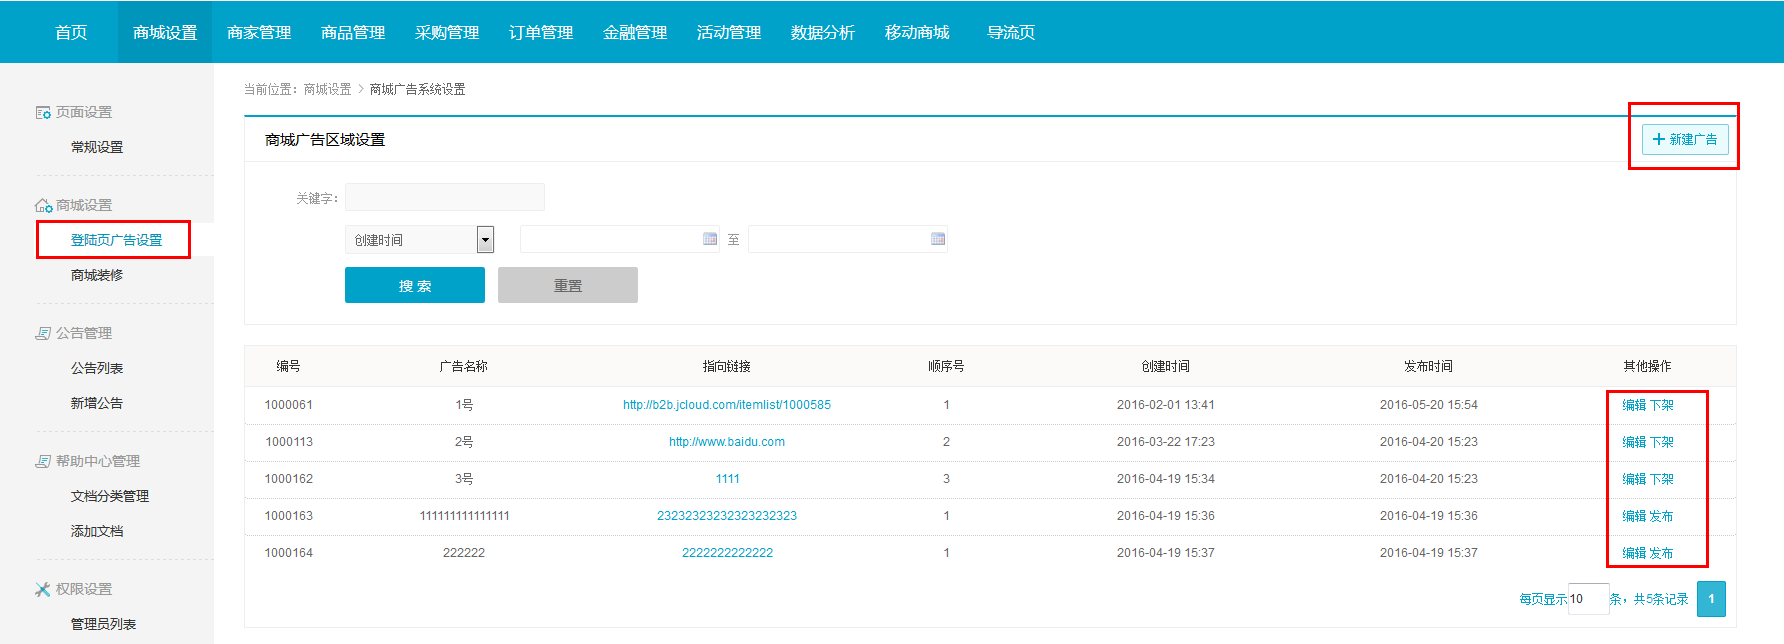 首页 商城设置 商家管理 商品管理 采购管理 订单管理 金融管理 活动管理 数据分析 移动商城 导流页
页面设置
常规设置
商城设置
登陆页广告设置
商城装修
公告管理
公告列表
新增公告
帮助中心管理
文档分类管理
添加文档
权限设置
管理员列表
当前位置：商城设置 > 商城广告系统设置
商城广告区域设置
+ 新建广告
关键字：
创建时间 至
搜 索 重置
编号 广告名称 指向链接 顺序号 创建时间 发布时间 其他操作
1000061 1号 http://b2b.jcloud.com/itemlist/1000585 1 2016-02-01 13:41 2016-05-20 15:54 编辑 下架
1000113 2号 http://www.baidu.com 2 2016-03-22 17:23 2016-04-20 15:23 编辑 下架
1000162 3号 1111 3 2016-04-19 15:34 2016-04-20 15:23 编辑 下架
1000163 111111111111111 23232323232323232323 1 2016-04-19 15:36 2016-04-19 15:36 编辑 发布
1000164 222222 2222222222222 1 2016-04-19 15:37 2016-04-19 15:37 编辑 发布
每页显示 10 条，共5条记录 1